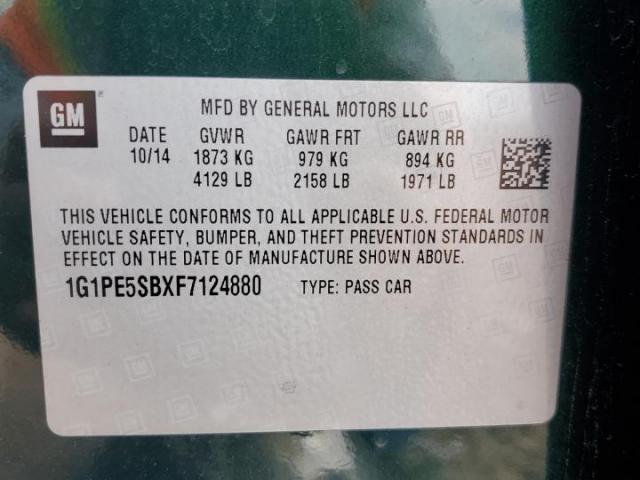 GM
MFD BY GENERAL MOTORS LLC
DATE GVWR GAWR FRT GAWR RR
10/14 1873 KG 979 KG 894 KG
4129 LB 2158 LB 1971 LB
THIS VEHICLE CONFORMS TO ALL APPLICABLE U.S. FEDERAL MOTOR
VEHICLE SAFETY, BUMPER, AND THEFT PREVENTION STANDARDS IN
EFFECT ON THE DATE OF MANUFACTURE SHOWN ABOVE.
1G1PE5SBXF7124880 TYPE: PASS CAR